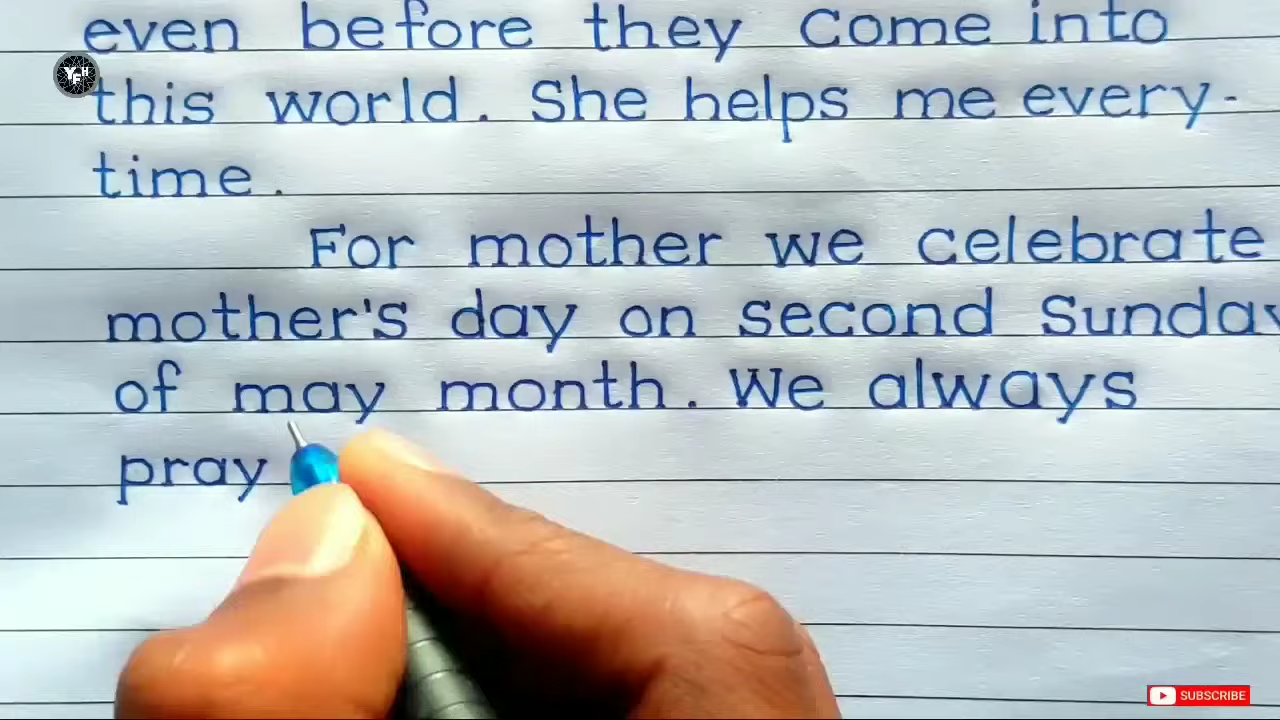 even before they come into
this world. She helps me every-
time.
For mother we celebrate
mother's day on second Sunday
of may month. We always
pray
YFH
SUBSCRIBE